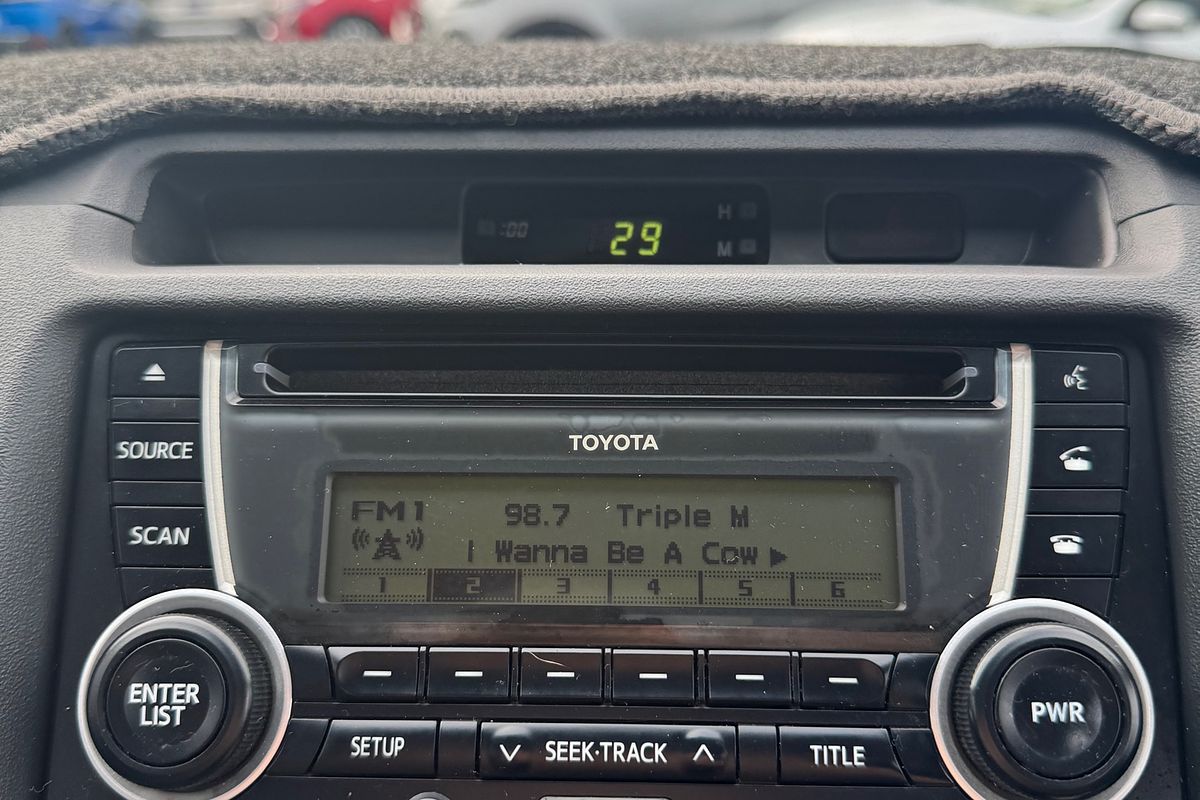 :00
29
H
M
TOYOTA
SOURCE
SCAN
FM1 98.7 Triple M
I Wanna Be A Cow
1 2 3 4 5 6
ENTER
LIST
PWR
SETUP
SEEK·TRACK
TITLE